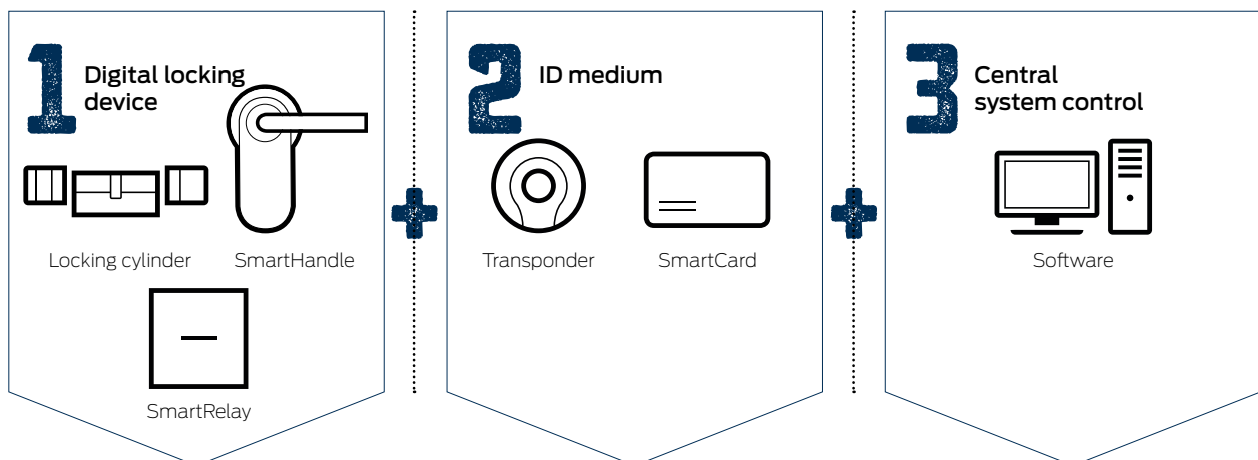 1
Digital locking
device
Locking cylinder
SmartHandle
SmartRelay
+
2
ID medium
Transponder
SmartCard
+
3
Central
system control
Software